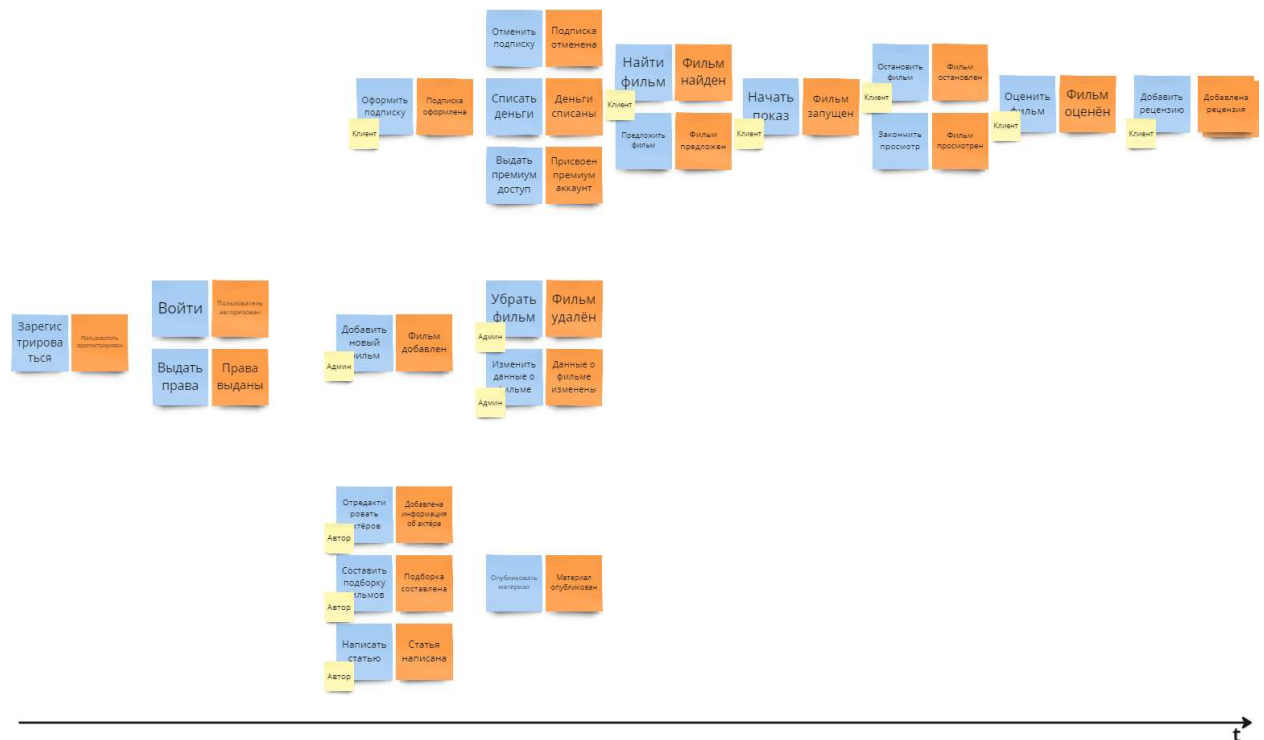 Отменить
подписку
Подписка
отменена
Оформить
подписку
Клиент
Подписка
оформлена
Списать
деньги
Деньги
списаны
Выдать
премиум
доступ
Присвоен
премиум
аккаунт
Найти
фильм
Клиент
Фильм
найден
Предложить
фильм
Фильм
предложен
Начать
показ
Клиент
Фильм
запущен
Остановить
фильм
Клиент
Фильм
остановлен
Закончить
просмотр
Фильм
просмотрен
Оценить
фильм
Клиент
Фильм
оценён
Добавить
рецензию
Клиент
Добавлена
рецензия
Зарегис
трирова
ться
Пользователь
зарегистрирован
Войти
Пользователь
авторизован
Выдать
права
Права
выданы
Добавить
новый
фильм
Админ
Фильм
добавлен
Убрать
фильм
Админ
Фильм
удалён
Изменить
данные о
фильме
Админ
Данные о
фильме
изменены
Отредакти
ровать
актёров
Автор
Добавлена
информация
об актёре
Составить
подборку
фильмов
Автор
Подборка
составлена
Написать
статью
Автор
Статья
написана
Опубликовать
материал
Материал
опубликован
t